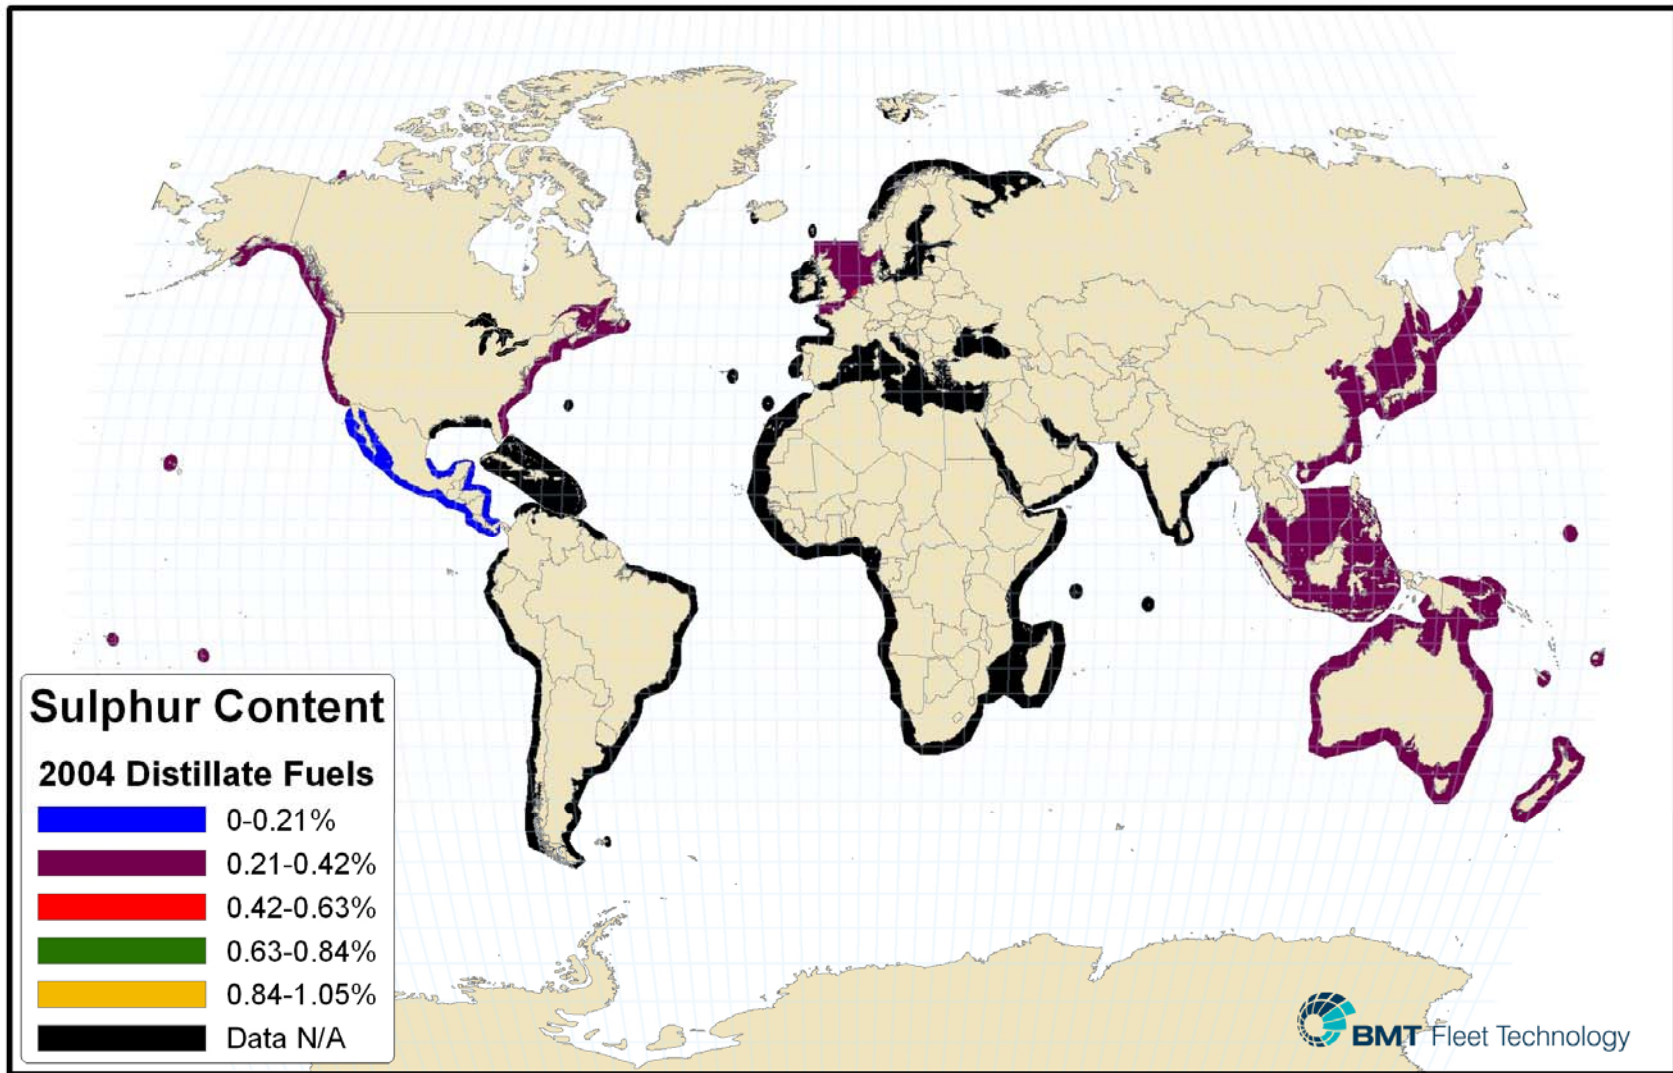 Sulphur Content
2004 Distillate Fuels
0-0.21%
0.21-0.42%
0.42-0.63%
0.63-0.84%
0.84-1.05%
Data N/A
BMT Fleet Technology